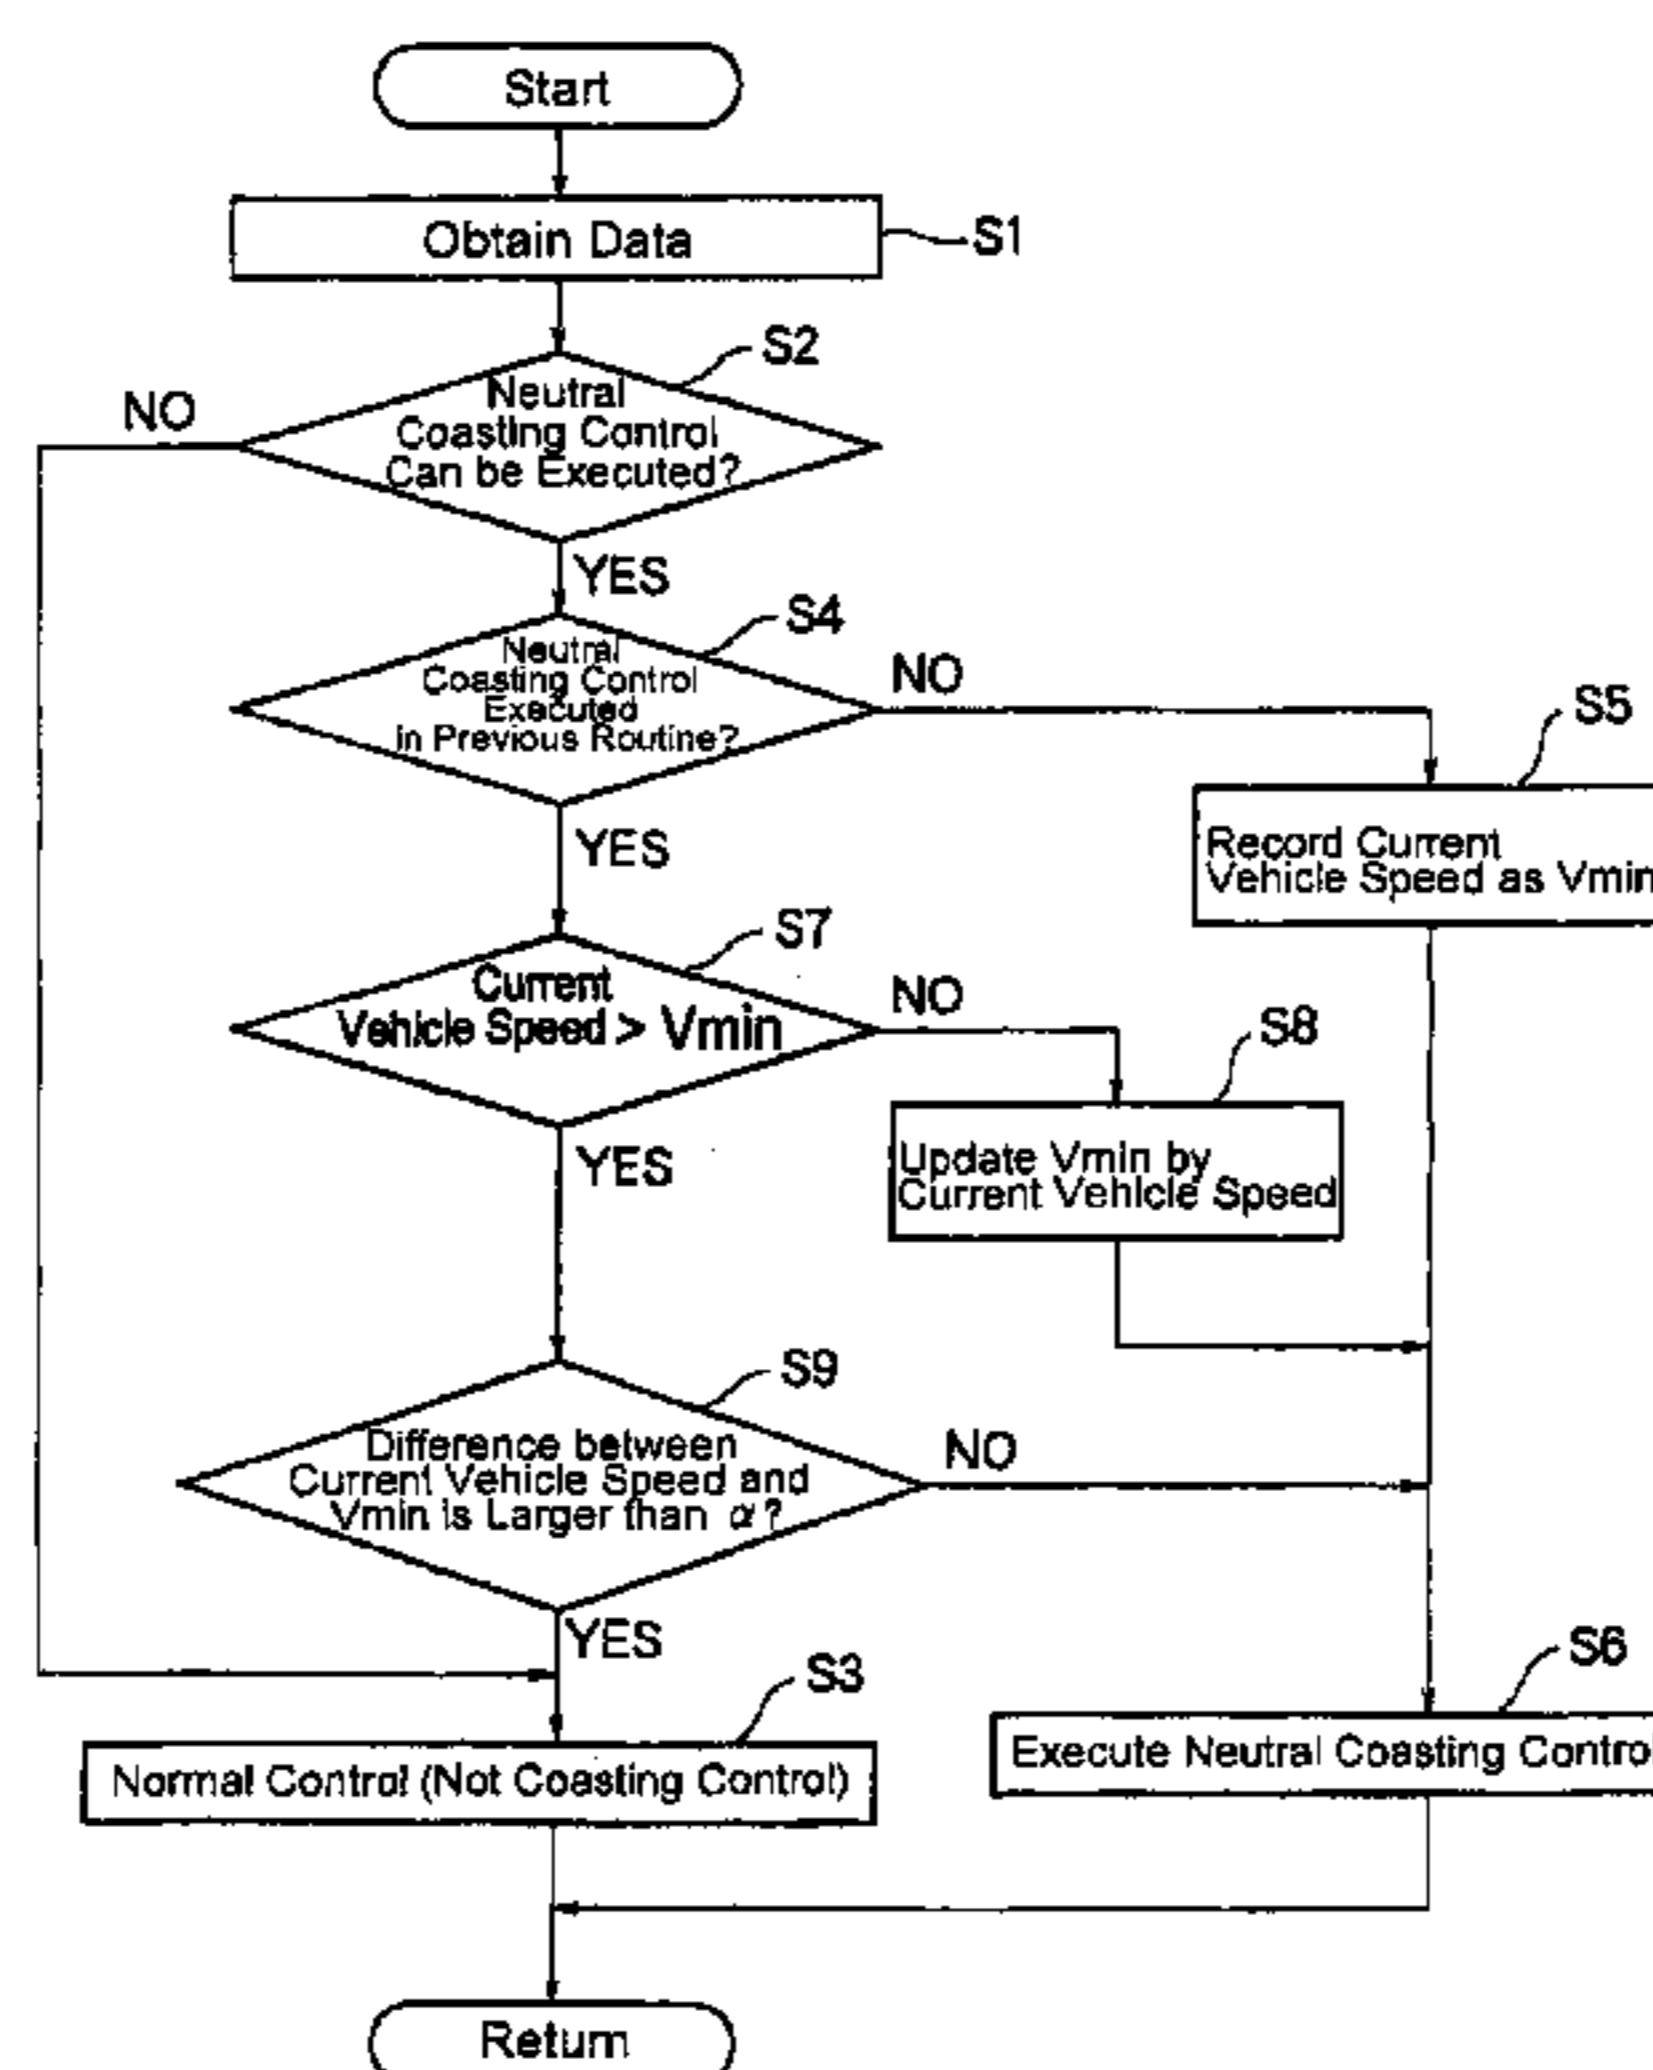 Start
Obtain Data
S1
S2
NO
Neutral
Coasting Control
Can be Executed?
YES
S4
Neutral
Coasting Control
Executed
in Previous Routine?
NO
S5
Record Current
Vehicle Speed as Vmin
YES
S7
Current
Vehicle Speed > Vmin
NO
S8
Update Vmin by
Current Vehicle Speed
YES
S9
Difference between
Current Vehicle Speed and
Vmin is Larger than α?
NO
YES
S3
Normal Control (Not Coasting Control)
S6
Execute Neutral Coasting Control
Return